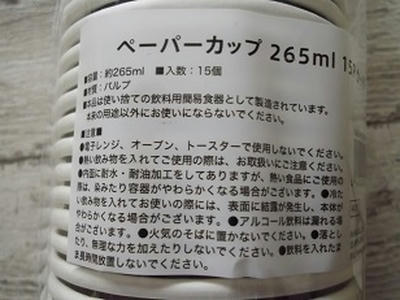 ペーパーカップ 265ml 15
■容量：約265ml ■入数：15個
■材質：パルプ
■本品は使い捨ての飲料用簡易食器として製造されています。
本来の用途以外にお使いにならないでください。
■注意■
●電子レンジ、オーブン、トースターで使用しないでください。
●熱い飲み物を入れてご使用の際は、お取扱いにご注意ください。
●内面に耐水・耐油加工をしてありますが、熱い食品にご使用の
際は、染みたり容器がやわらかくなる場合がございます。●冷た
い飲み物を入れてお使いの際には、表面に結露が発生し、本体が
やわらかくなる場合がございます。●アルコール飲料は漏れる場
合がございます。●火気のそばに置かないでください。●落とし
たり、無理な力を加えたりしないでください。●飲料を入れたま
ま長時間放置しないでください。